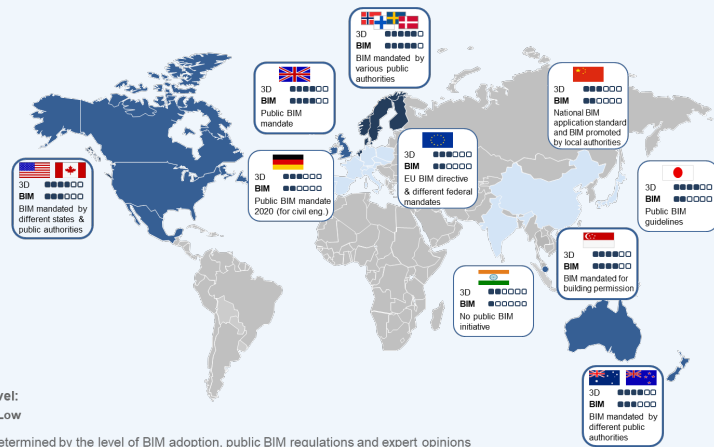 3D
BIM
BIM mandated by
various public
authorities
3D
BIM
Public BIM
mandate
3D
BIM
National BIM
application standard
and BIM promoted
by local authorities
3D
BIM
EU BIM directive
& different federal
mandates
3D
BIM
Public BIM mandate
2020 (for civil eng.)
3D
BIM
BIM mandated by
different states &
public authorities
3D
BIM
Public BIM
guidelines
3D
BIM
BIM mandated for
building permission
3D
BIM
No public BIM
initiative
3D
BIM
BIM mandated by
different public
authorities
vel:
Low
etermined by the level of BIM adoption, public BIM regulations and expert opinions